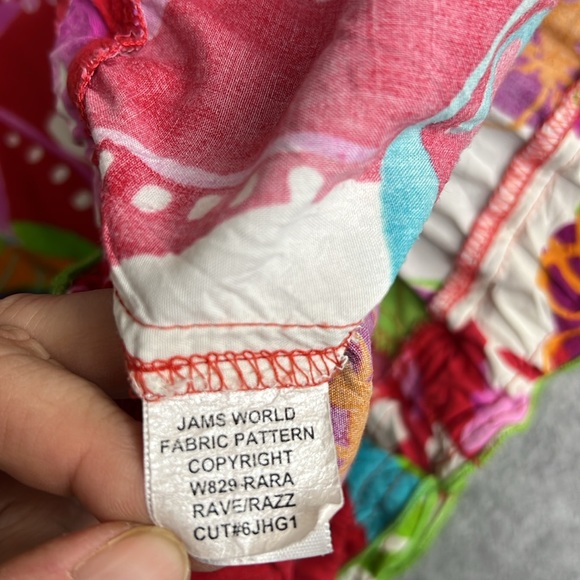 JAMS WORLD
FABRIC PATTERN
COPYRIGHT
W829-RARA
RAVE/RAZZ
CUT#6JHG1